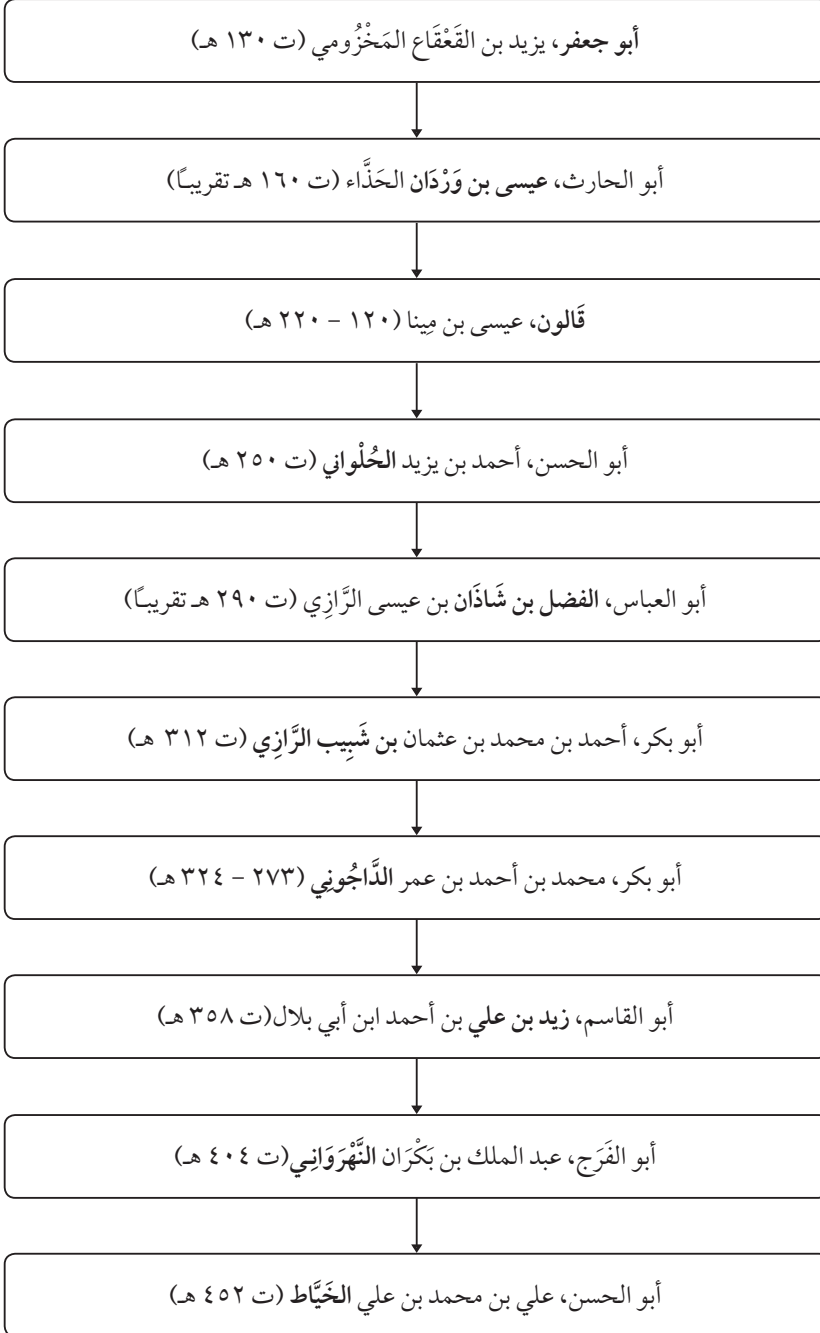 أبو جعفر، يزيد بن القَعْقَاع المَخْزُومي (ت ١٣٠ هـ)
أبو الحارث، عيسى بن وَرْدَان الحَذَّاء (ت ١٦٠ هـ تقريبـًا)
قَالون، عيسى بن مِينا (١٢٠ – ٢٢٠ هـ)
أبو الحسن، أحمد بن يزيد الحُلْواني (ت ٢٥٠ هـ)
أبو العباس، الفضل بن شَاذَان بن عيسى الرَّازِي (ت ٢٩٠ هـ تقريبـًا)
أبو بكر، أحمد بن محمد بن عثمان بن شَبِيب الرَّازِي (ت ٣١٢ هـ)
أبو بكر، محمد بن أحمد بن عمر الدَّاجُونِي (٢٧٣ – ٣٢٤ هـ)
أبو القاسم، زيد بن علي بن أحمد ابن أبي بلال(ت ٣٥٨ هـ)
أبو الفَرَج، عبد الملك بن بَكْرَان النَّهْرَوَانِـي(ت ٤٠٤ هـ)
أبو الحسن، علي بن محمد بن علي الخَيَّاط (ت ٤٥٢ هـ)